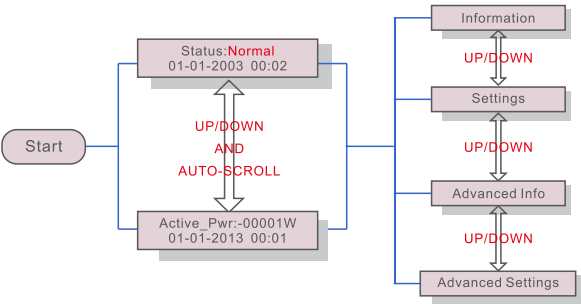 Start
Status:Normal
01-01-2003 00:02
UP/DOWN
AND
AUTO-SCROLL
Active_Pwr:-00001W
01-01-2013 00:01
Information
UP/DOWN
Settings
UP/DOWN
Advanced Info
UP/DOWN
Advanced Settings